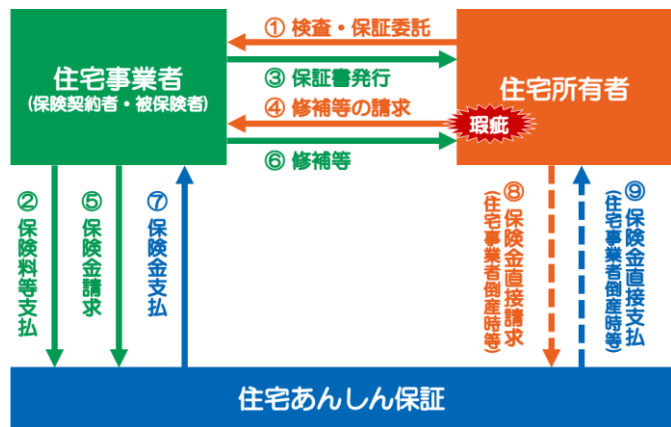 ① 検査・保証委託
住宅事業者
(保険契約者・被保険者)
③ 保証書発行
住宅所有者
④ 修補等の請求
瑕疵
⑥ 修補等
② 保険料等支払
⑤ 保険金請求
⑦ 保険金支払
⑧ 保険金直接請求
(住宅事業者倒産時等)
⑨ 保険金直接支払
(住宅事業者倒産時等)
住宅あんしん保証